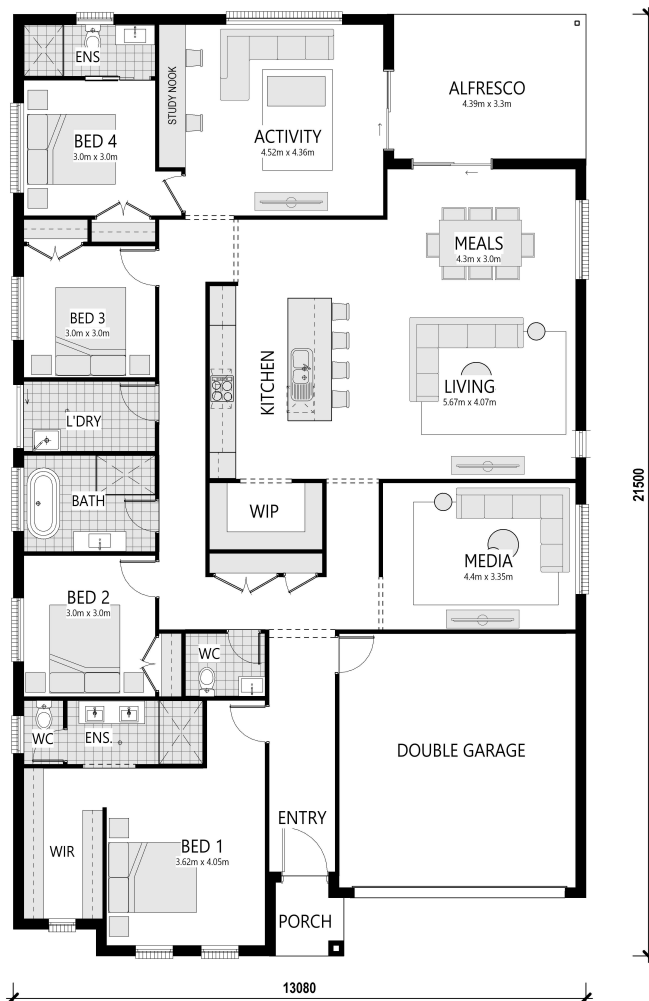 ENS
STUDY NOOK
ALFRESCO
4.39m x 3.3m
BED 4
3.0m x 3.0m
ACTIVITY
4.52m x 4.36m
MEALS
4.3m x 3.0m
BED 3
3.0m x 3.0m
KITCHEN
LIVING
5.67m x 4.07m
L'DRY
21500
BATH
WIP
MEDIA
4.4m x 3.35m
BED 2
3.0m x 3.0m
WC
WC
ENS.
DOUBLE GARAGE
ENTRY
WIR
BED 1
3.62m x 4.05m
PORCH
13080